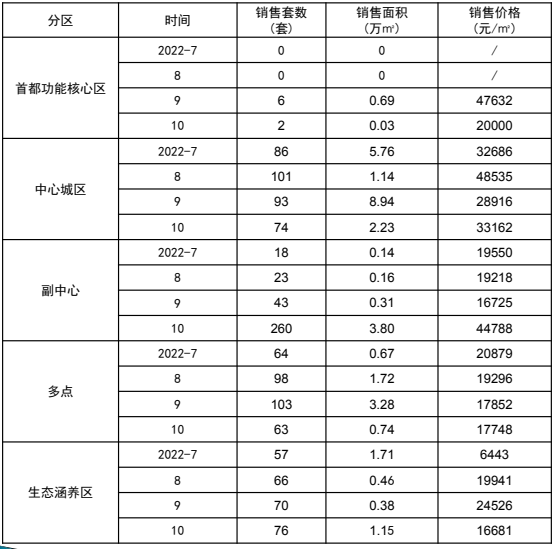 分区 时间 销售套数（套） 销售面积（万㎡） 销售价格（元/㎡）
首都功能核心区 2022-7 0 0 /
8 0 0 /
9 6 0.69 47632
10 2 0.03 20000
中心城区 2022-7 86 5.76 32686
8 101 1.14 48535
9 93 8.94 28916
10 74 2.23 33162
副中心 2022-7 18 0.14 19550
8 23 0.16 19218
9 43 0.31 16725
10 260 3.80 44788
多点 2022-7 64 0.67 20879
8 98 1.72 19296
9 103 3.28 17852
10 63 0.74 17748
生态涵养区 2022-7 57 1.71 6443
8 66 0.46 19941
9 70 0.38 24526
10 76 1.15 16681